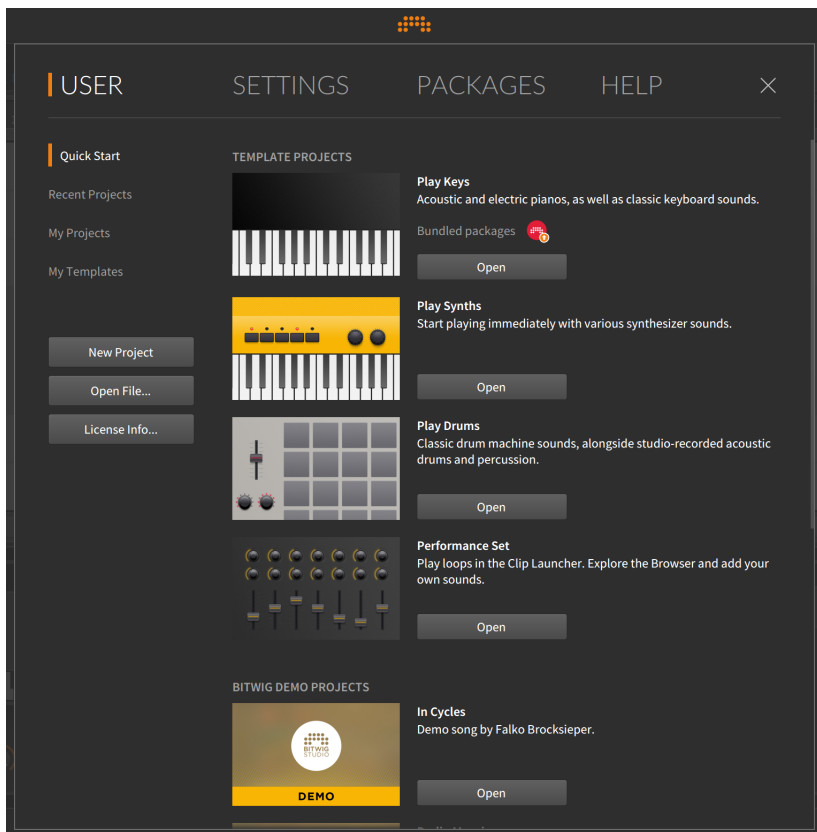 USER
SETTINGS
PACKAGES
HELP
Quick Start
Recent Projects
My Projects
My Templates
New Project
Open File...
License Info...
TEMPLATE PROJECTS
Play Keys
Acoustic and electric pianos, as well as classic keyboard sounds.
Bundled packages
Open
Play Synths
Start playing immediately with various synthesizer sounds.
Open
Play Drums
Classic drum machine sounds, alongside studio-recorded acoustic
drums and percussion.
Open
Performance Set
Play loops in the Clip Launcher. Explore the Browser and add your
own sounds.
Open
BITWIG DEMO PROJECTS
BITWIG
STUDIO
DEMO
In Cycles
Demo song by Falko Brocksieper.
Open